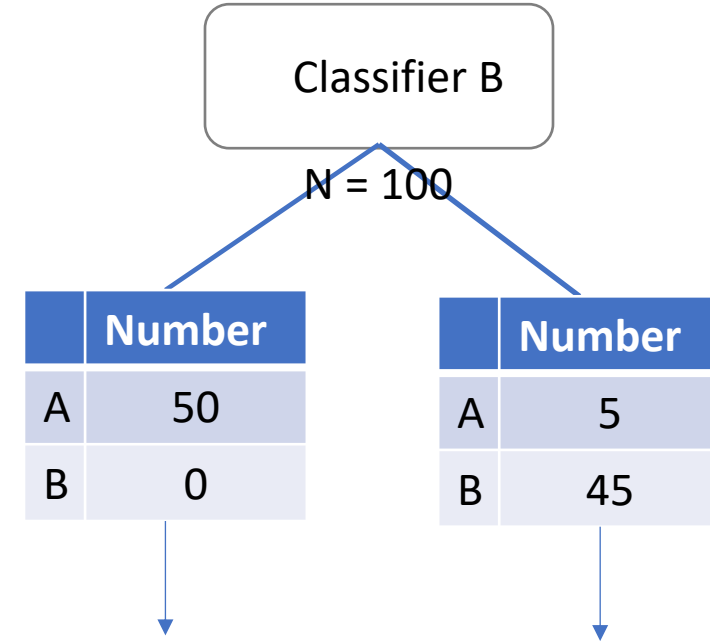 Classifier B
N = 100
Number
A 50
B 0
Number
A 5
B 45